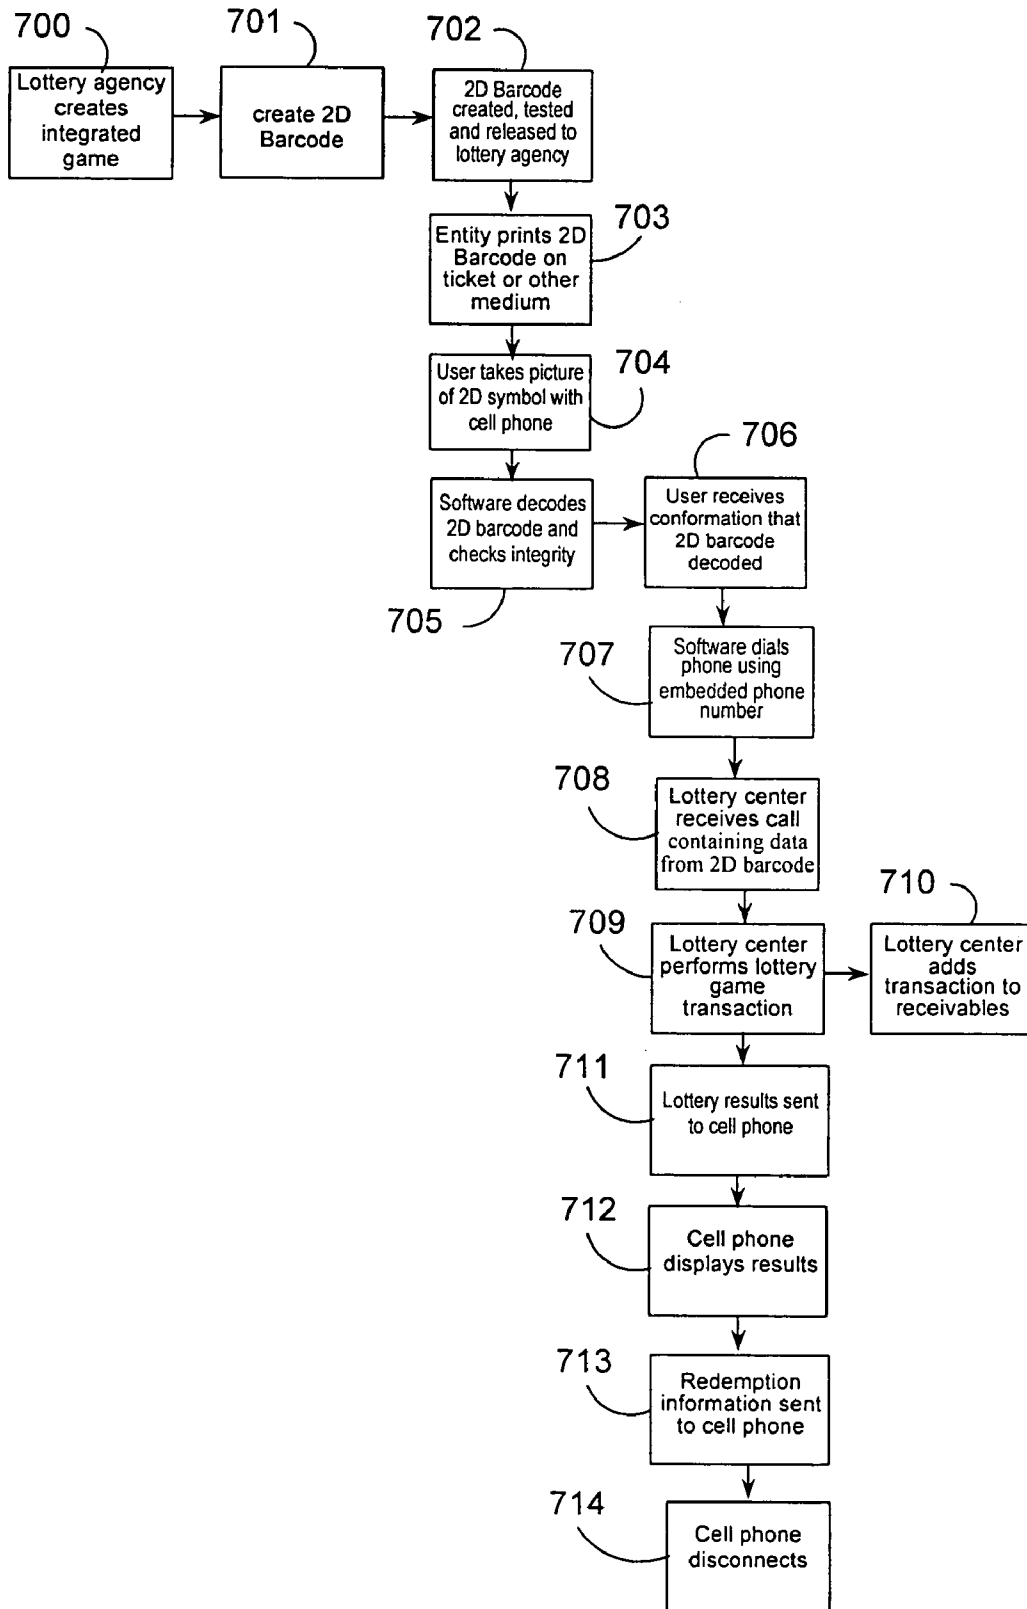 700
Lottery agency
creates
integrated
game
701
create 2D
Barcode
702
2D Barcode
created, tested
and released to
lottery agency
703
Entity prints 2D
Barcode on
ticket or other
medium
704
User takes picture
of 2D symbol with
cell phone
705
Software decodes
2D barcode and
checks integrity
706
User receives
conformation that
2D barcode
decoded
707
Software dials
phone using
embedded phone
number
708
Lottery center
receives call
containing data
from 2D barcode
709
Lottery center
performs lottery
game
transaction
710
Lottery center
adds
transaction to
receivables
711
Lottery results sent
to cell phone
712
Cell phone
displays results
713
Redemption
information sent
to cell phone
714
Cell phone
disconnects